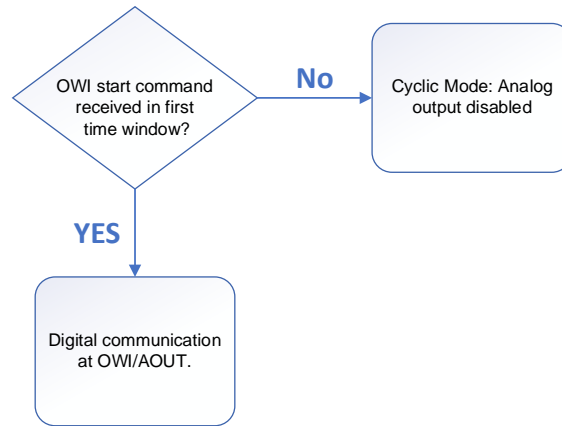 OWI start command
received in first
time window?
No
Cyclic Mode: Analog
output disabled
YES
Digital communication
at OWI/AOUT.